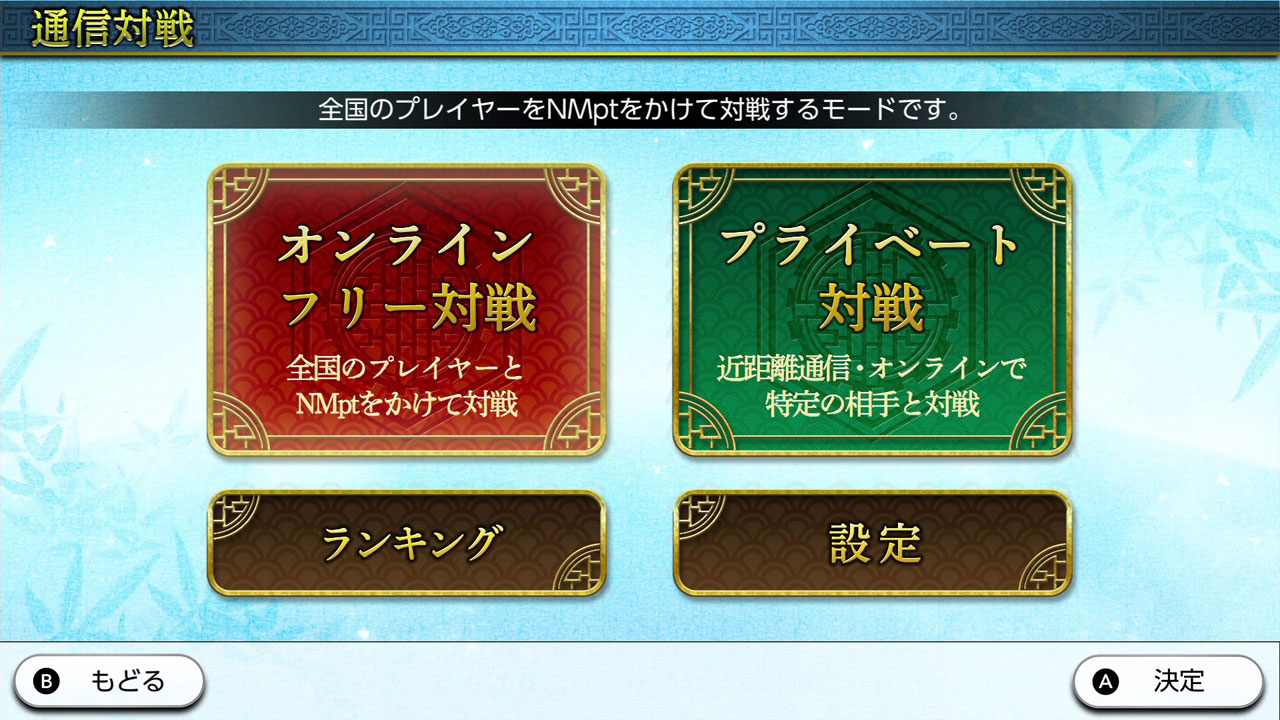 通信対戦
全国のプレイヤーをNMptをかけて対戦するモードです。
オンライン
フリー対戦
全国のプレイヤーと
NMptをかけて対戦
プライベート
対戦
近距離通信・オンラインで
特定の相手と対戦
ランキング
設定
B もどる
A 決定